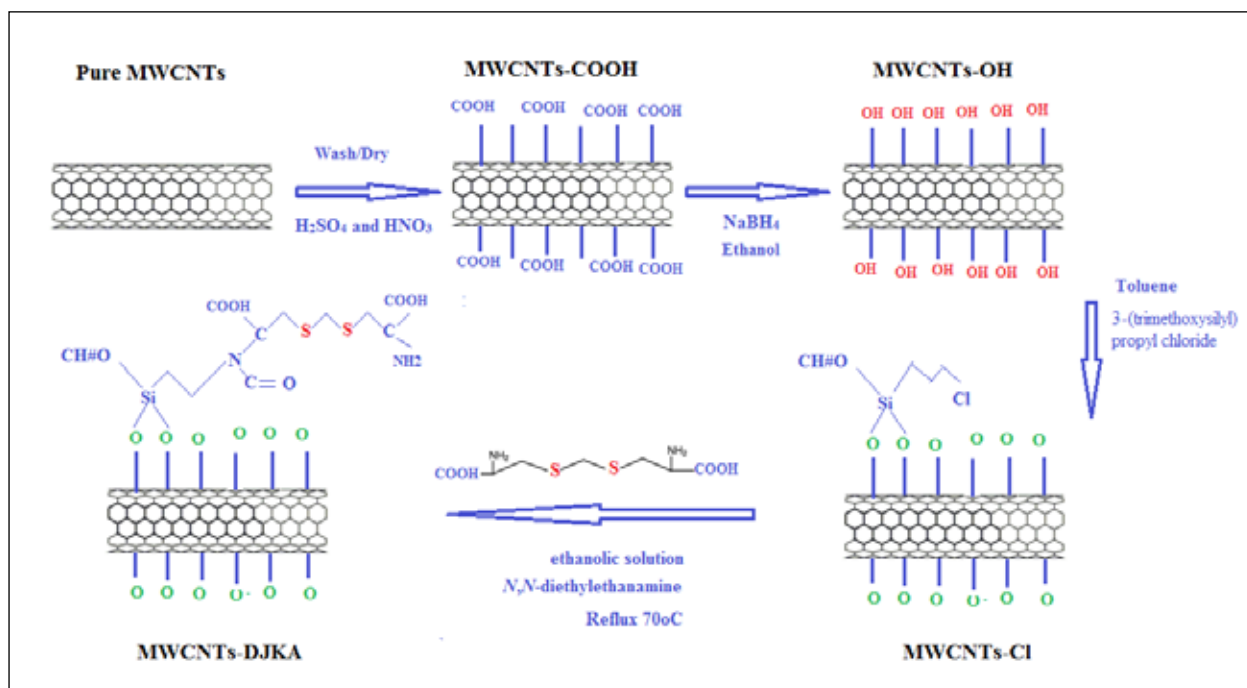 Pure MWCNTs
MWCNTs-COOH
MWCNTs-OH
COOH COOH COOH COOH COOH
OH OH OH OH OH OH
Wash/Dry
H₂SO₄ and HNO₃
NaBH₄
Ethanol
COOH COOH COOH COOH
OH OH OH OH OH OH
Toluene
3-(trimethoxysilyl)
propyl chloride
COOH
COOH
C
S
S
C
NH2
N
CH#O
C=O
Si
O O O O O O
O O O O O O
MWCNTs-DJKA
COOH
NH₂
S
S
NH₂
COOH
ethanolic solution
N,N-diethylethanamine
Reflux 70oC
CH#O
Si
Cl
O O O O O O
O O O O O O
MWCNTs-Cl